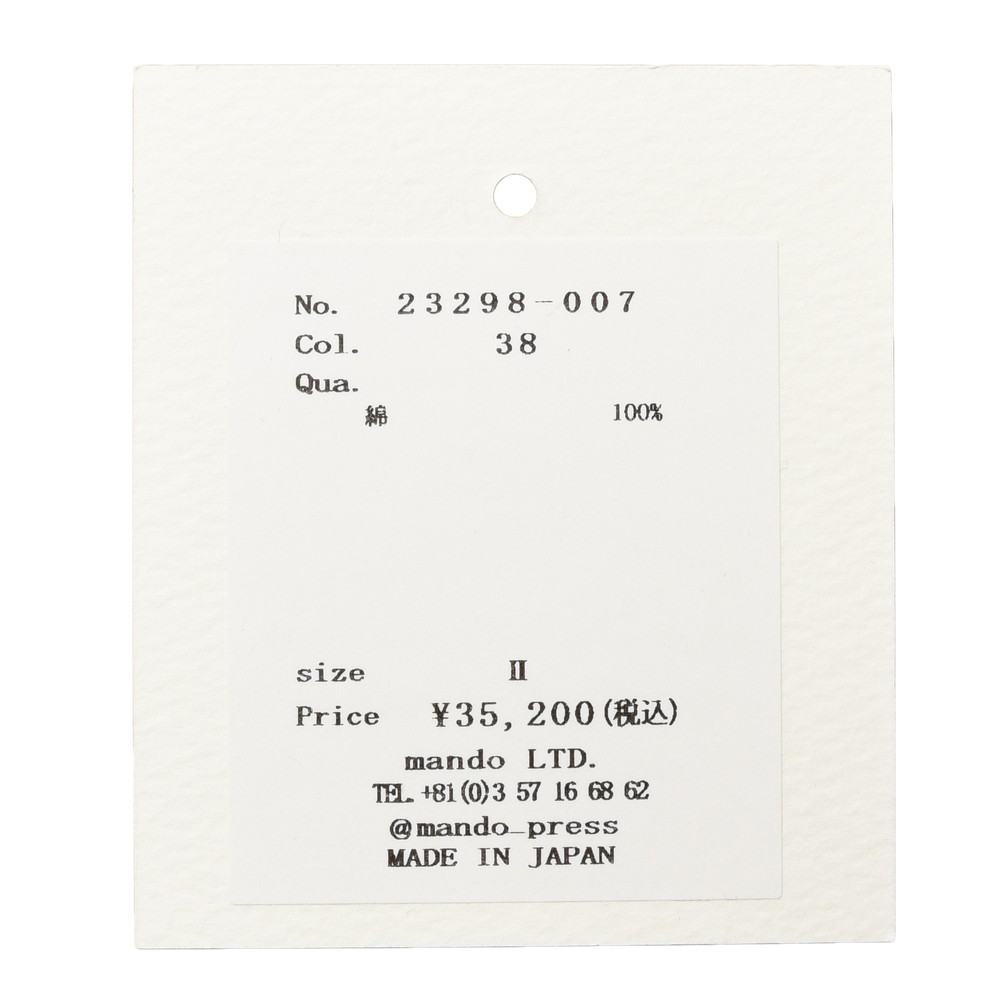 No. 23298-007
Col. 38
Qua.
綿 100%
size Ⅱ
Price ¥35,200(税込)
mando LTD.
TEL. +81(0)3 57 16 68 62
@mando_press
MADE IN JAPAN